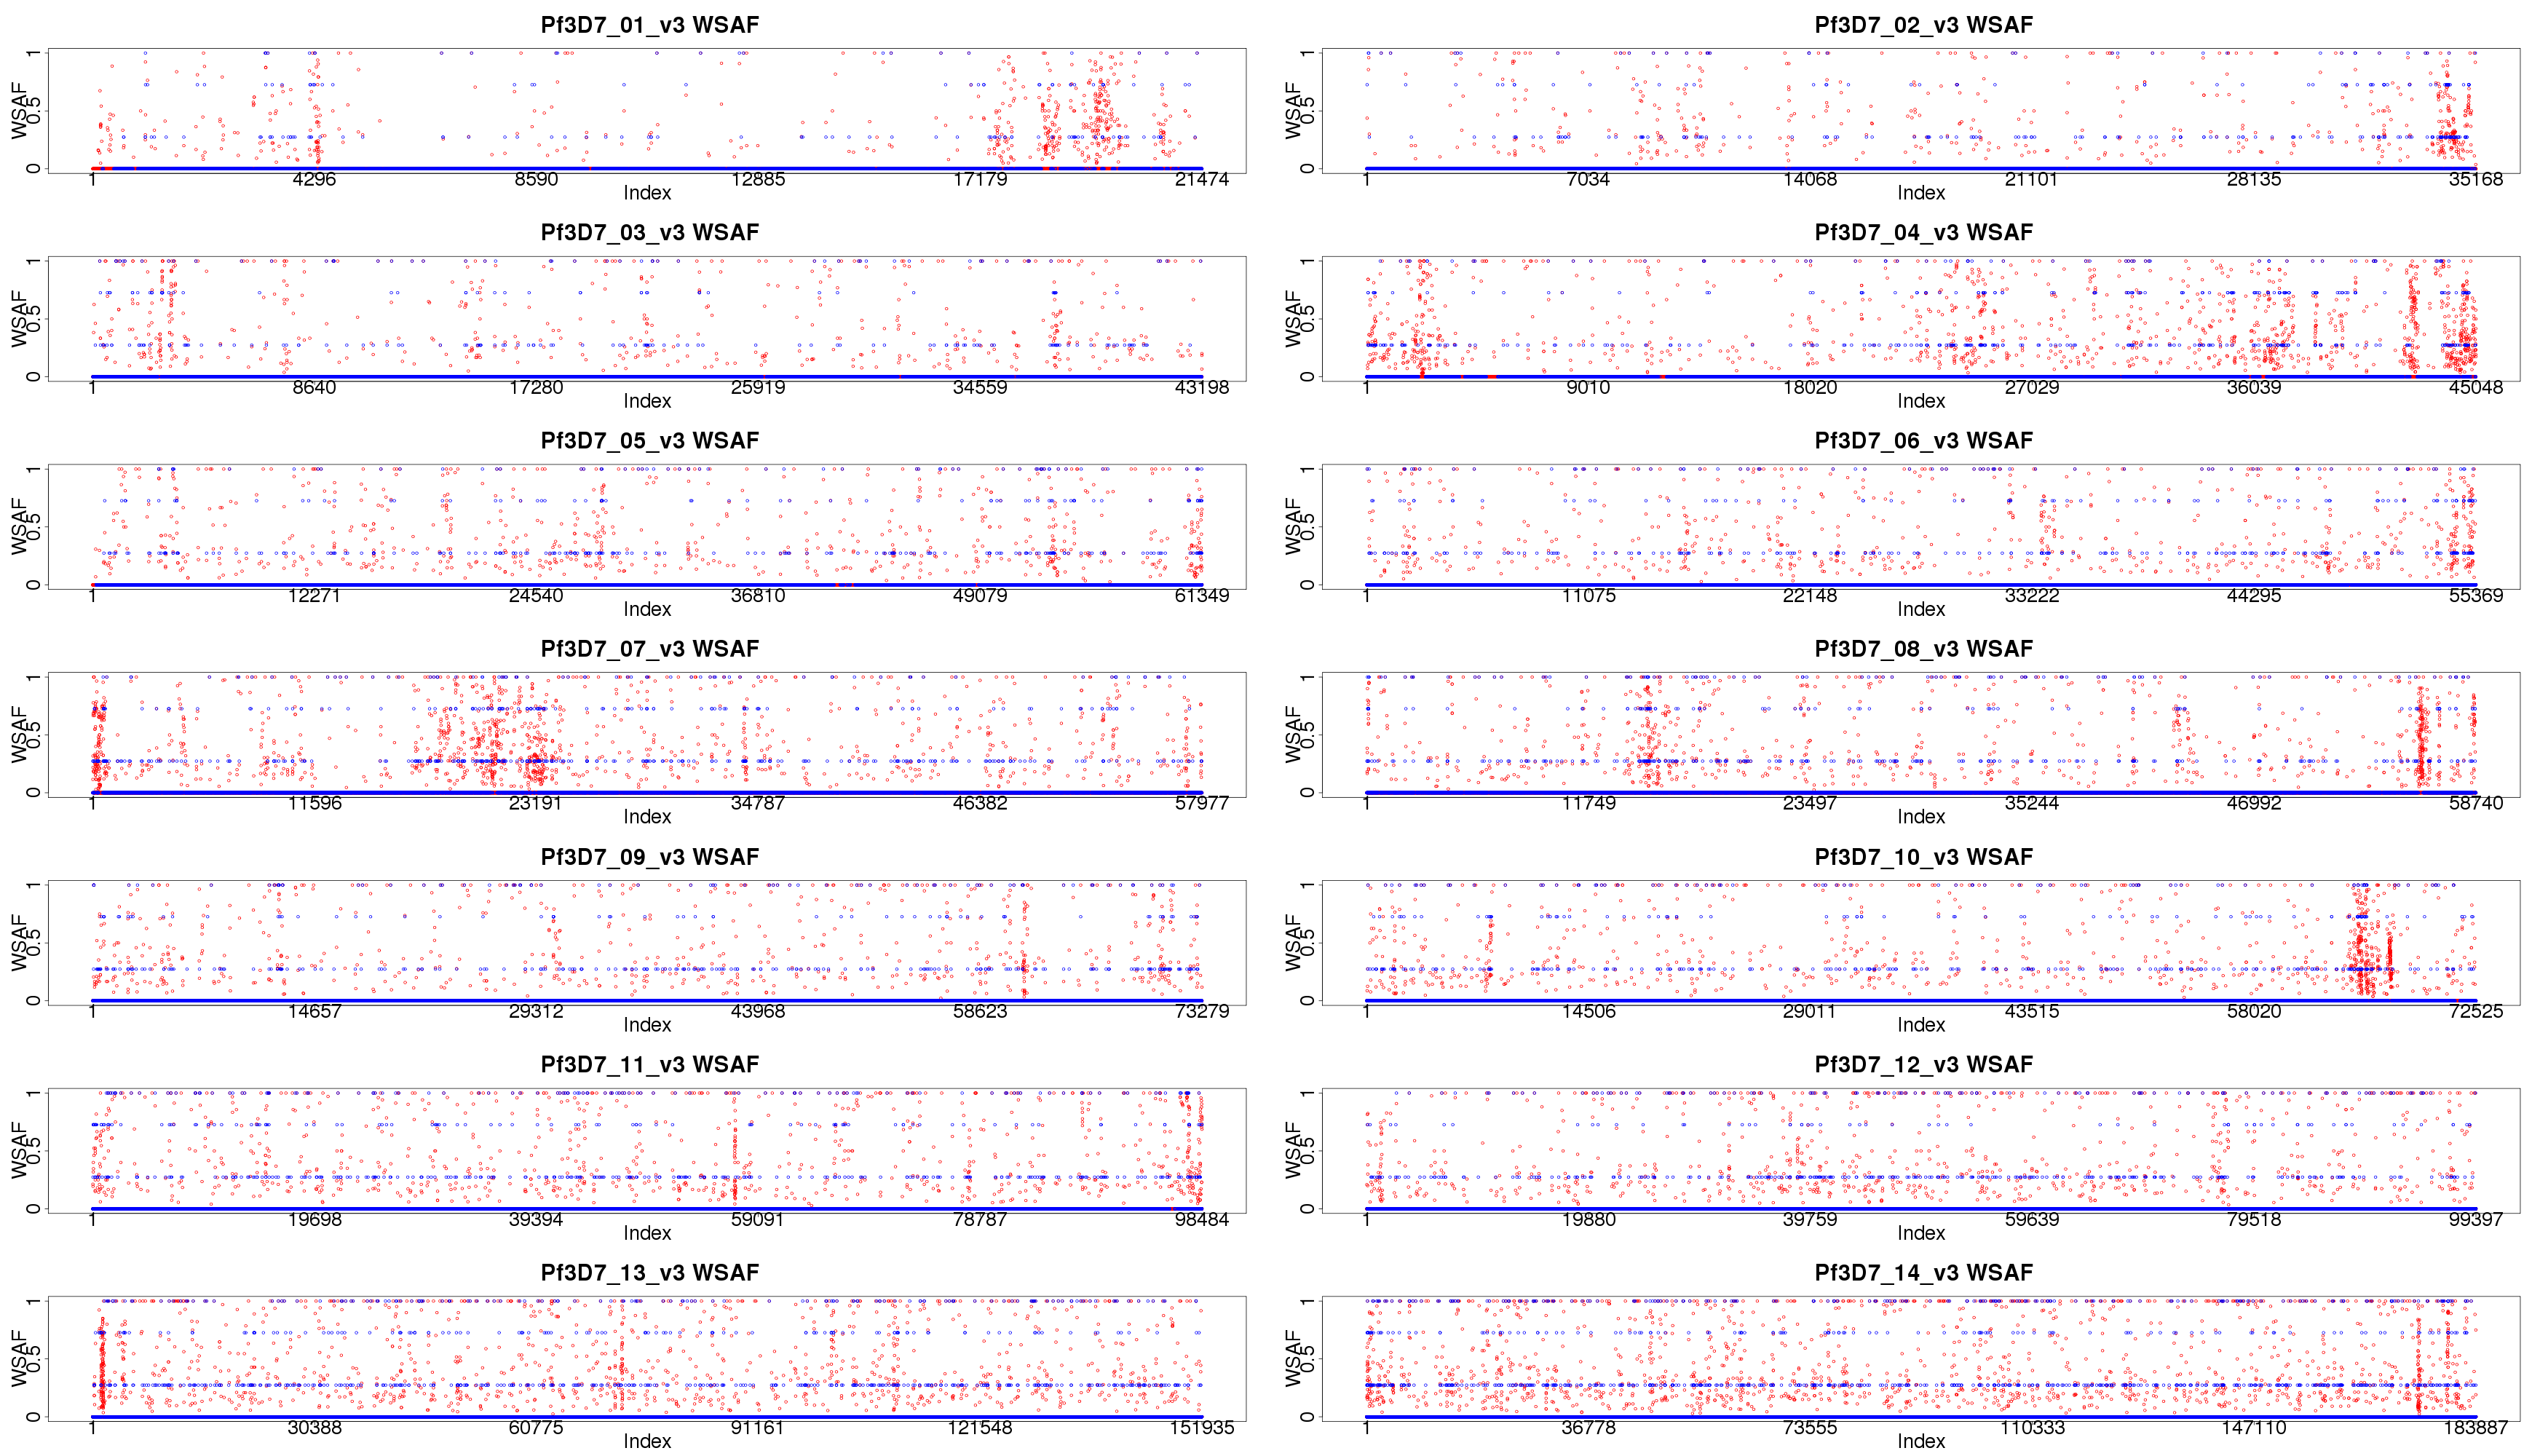 Pf3D7_01_v3 WSAF
WSAF
0 0.5 1
1 4296 8590 12885 17179 21474
Index
Pf3D7_02_v3 WSAF
WSAF
0 0.5 1
1 7034 14068 21101 28135 35168
Index
Pf3D7_03_v3 WSAF
WSAF
0 0.5 1
1 8640 17280 25919 34559 43198
Index
Pf3D7_04_v3 WSAF
WSAF
0 0.5 1
1 9010 18020 27029 36039 45048
Index
Pf3D7_05_v3 WSAF
WSAF
0 0.5 1
1 12271 24540 36810 49079 61349
Index
Pf3D7_06_v3 WSAF
WSAF
0 0.5 1
1 11075 22148 33222 44295 55369
Index
Pf3D7_07_v3 WSAF
WSAF
0 0.5 1
1 11596 23191 34787 46382 57977
Index
Pf3D7_08_v3 WSAF
WSAF
0 0.5 1
1 11749 23497 35244 46992 58740
Index
Pf3D7_09_v3 WSAF
WSAF
0 0.5 1
1 14657 29312 43968 58623 73279
Index
Pf3D7_10_v3 WSAF
WSAF
0 0.5 1
1 14506 29011 43515 58020 72525
Index
Pf3D7_11_v3 WSAF
WSAF
0 0.5 1
1 19698 39394 59091 78787 98484
Index
Pf3D7_12_v3 WSAF
WSAF
0 0.5 1
1 19880 39759 59639 79518 99397
Index
Pf3D7_13_v3 WSAF
WSAF
0 0.5 1
1 30388 60775 91161 121548 151935
Index
Pf3D7_14_v3 WSAF
WSAF
0 0.5 1
1 36778 73555 110333 147110 183887
Index